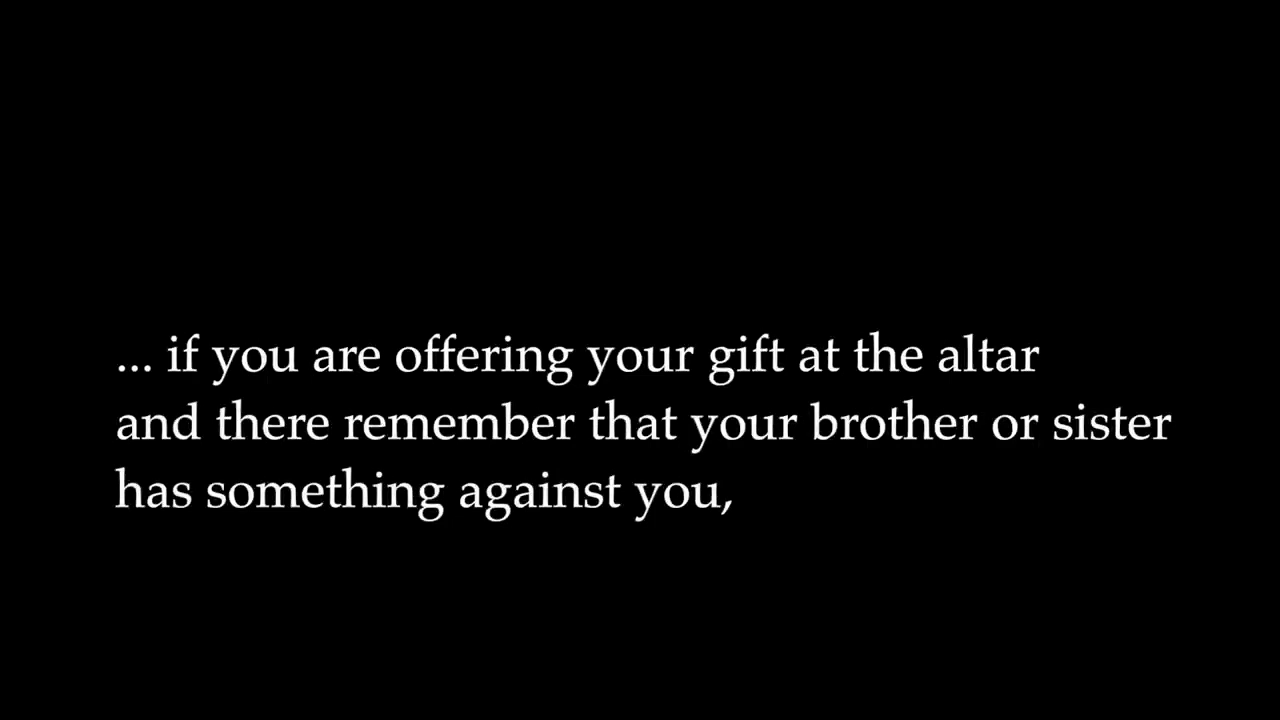 ... if you are offering your gift at the altar
and there remember that your brother or sister
has something against you,